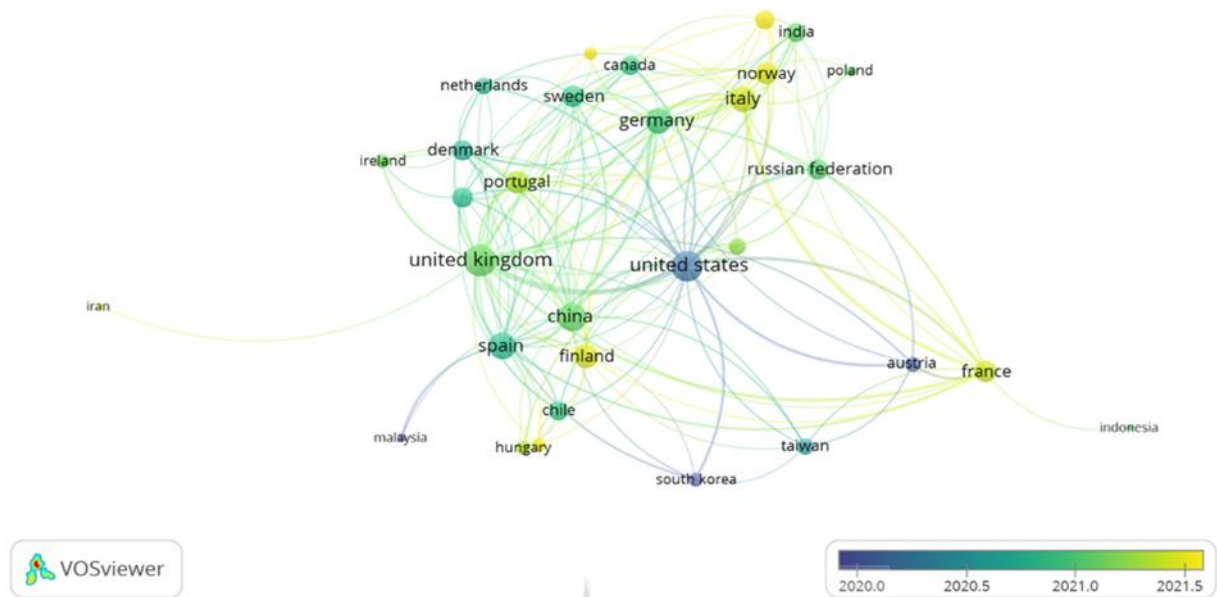 india
canada
norway
poland
netherlands
sweden
italy
germany
denmark
ireland
russian federation
portugal
united kingdom
united states
iran
china
spain
finland
austria
france
chile
malaysia
indonesia
hungary
taiwan
south korea
VOSviewer
2020.0 2020.5 2021.0 2021.5